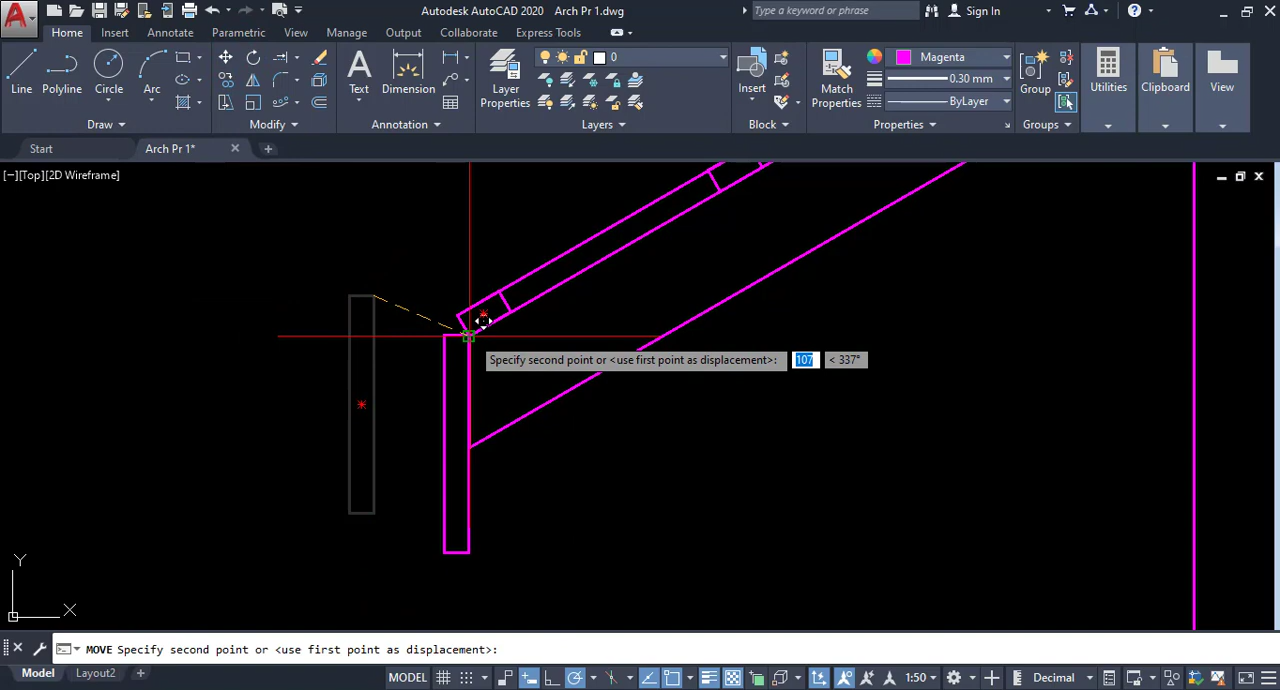 Autodesk AutoCAD 2020 Arch Pr 1.dwg
Type a keyword or phrase
Sign In
Home Insert Annotate Parametric View Manage Output Collaborate Express Tools
0
Magenta
0.30 mm
ByLayer
Line Polyline Circle Arc
Text Dimension
Layer Properties
Insert
Match Properties
Group
Utilities
Clipboard
View
Draw Modify Annotation Layers Block Properties Groups
Start
Arch Pr 1*
[−][Top][2D Wireframe]
Specify second point or <use first point as displacement>: 107 < 337°
Y
X
MOVE Specify second point or <use first point as displacement>:
Model Layout2
MODEL
1:50
Decimal